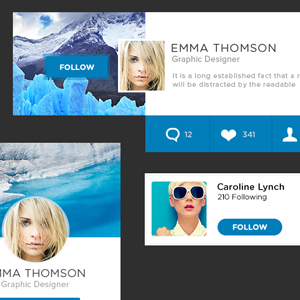 FOLLOW
EMMA THOMSON
Graphic Designer
It is a long established fact that a
will be distracted by the readable
12
341
Caroline Lynch
210 Following
FOLLOW
MMA THOMSON
Graphic Designer